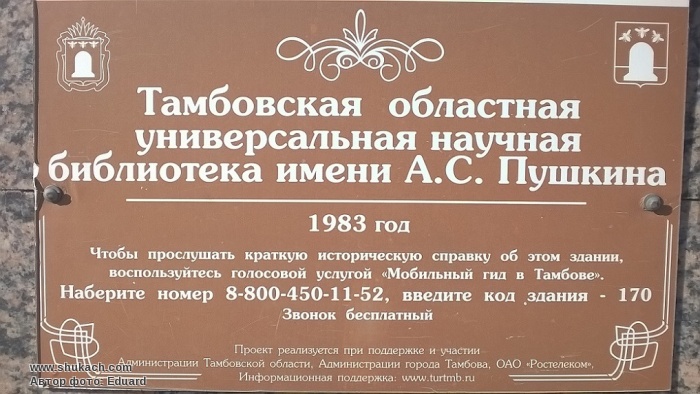 Тамбовская областная
универсальная научная
библиотека имени А.С. Пушкина
1983 год
Чтобы прослушать краткую историческую справку об этом здании,
воспользуйтесь голосовой услугой «Мобильный гид в Тамбове».
Наберите номер 8-800-450-11-52, введите код здания - 170
Звонок бесплатный
Проект реализуется при поддержке и участии
Администрации Тамбовской области, Администрации города Тамбова, ОАО «Ростелеком»,
Информационная поддержка: www.turtmb.ru
www.shukach.com
Автор фото: Eduard